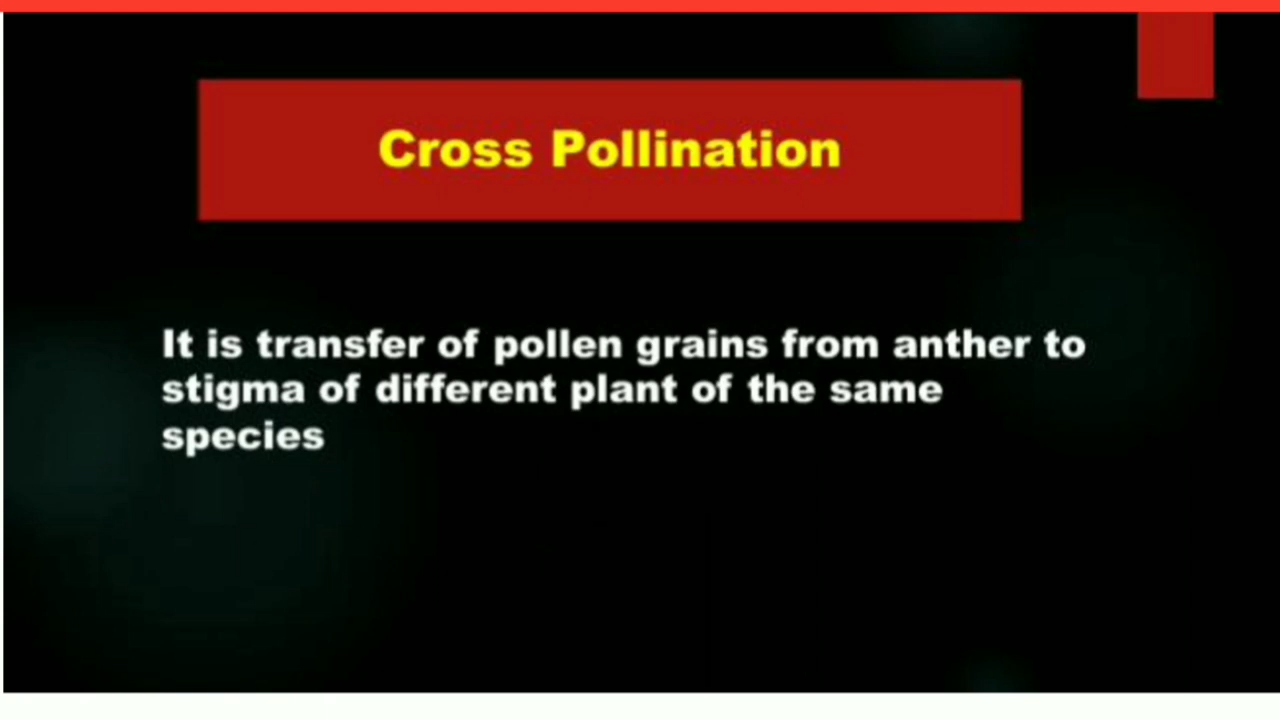 Cross Pollination
It is transfer of pollen grains from anther to
stigma of different plant of the same
species